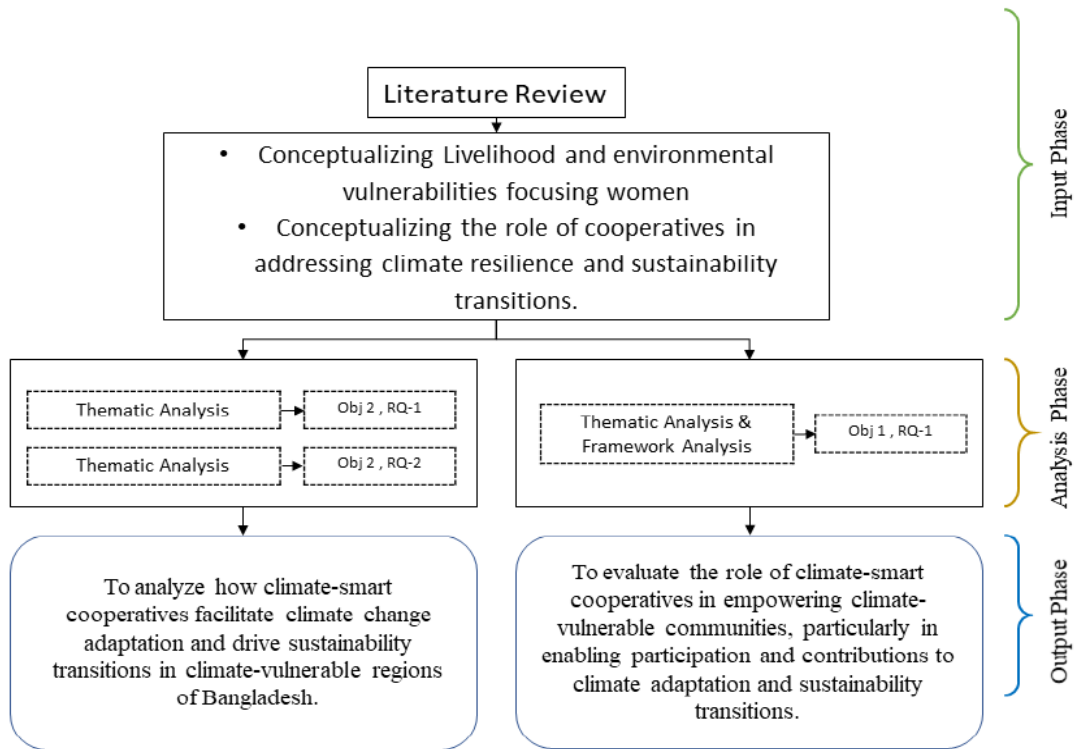 Literature Review
• Conceptualizing Livelihood and environmental
vulnerabilities focusing women
• Conceptualizing the role of cooperatives in
addressing climate resilience and sustainability
transitions.
Input Phase
Thematic Analysis
Obj 2 , RQ-1
Thematic Analysis
Obj 2 , RQ-2
Thematic Analysis &
Framework Analysis
Obj 1 , RQ-1
Analysis Phase
To analyze how climate-smart
cooperatives facilitate climate change
adaptation and drive sustainability
transitions in climate-vulnerable regions
of Bangladesh.
To evaluate the role of climate-smart
cooperatives in empowering climate-
vulnerable communities, particularly in
enabling participation and contributions to
climate adaptation and sustainability
transitions.
Output Phase